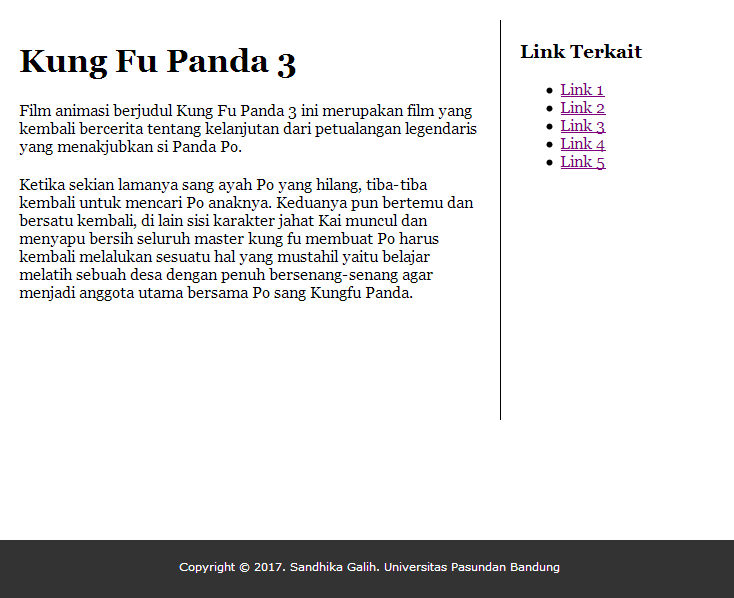 Kung Fu Panda 3
Film animasi berjudul Kung Fu Panda 3 ini merupakan film yang
kembali bercerita tentang kelanjutan dari petualangan legendaris
yang menakjubkan si Panda Po.
Ketika sekian lamanya sang ayah Po yang hilang, tiba-tiba
kembali untuk mencari Po anaknya. Keduanya pun bertemu dan
bersatu kembali, di lain sisi karakter jahat Kai muncul dan
menyapu bersih seluruh master kung fu membuat Po harus
kembali melalukan sesuatu hal yang mustahil yaitu belajar
melatih sebuah desa dengan penuh bersenang-senang agar
menjadi anggota utama bersama Po sang Kungfu Panda.
Link Terkait
Link 1
Link 2
Link 3
Link 4
Link 5
Copyright © 2017. Sandhika Galih. Universitas Pasundan Bandung